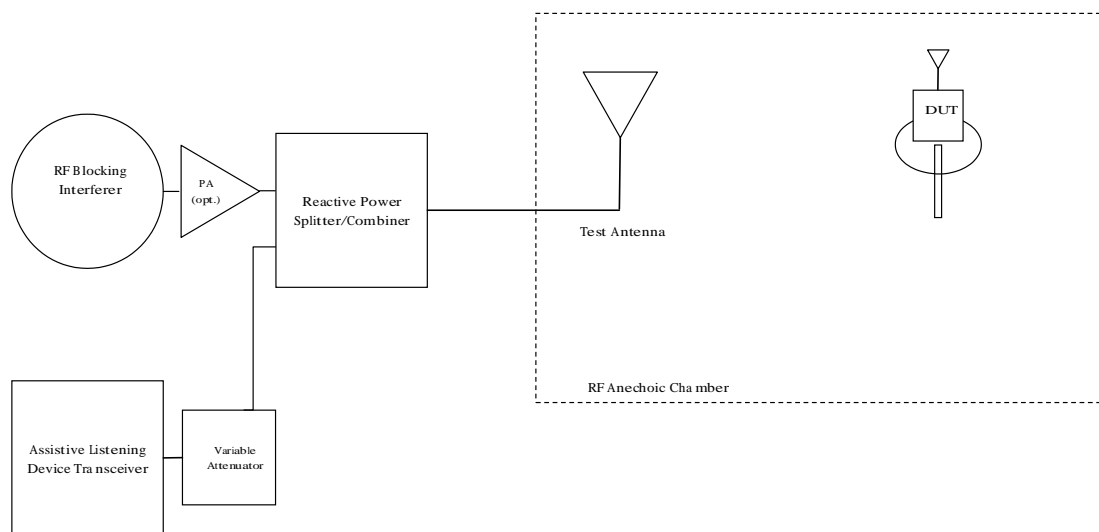 RF Blocking
Interferer
PA
(opt.)
Reactive Power
Splitter/Combiner
Test Antenna
DUT
RF Anechoic Chamber
Assistive Listening
Device Transceiver
Variable
Attenuator